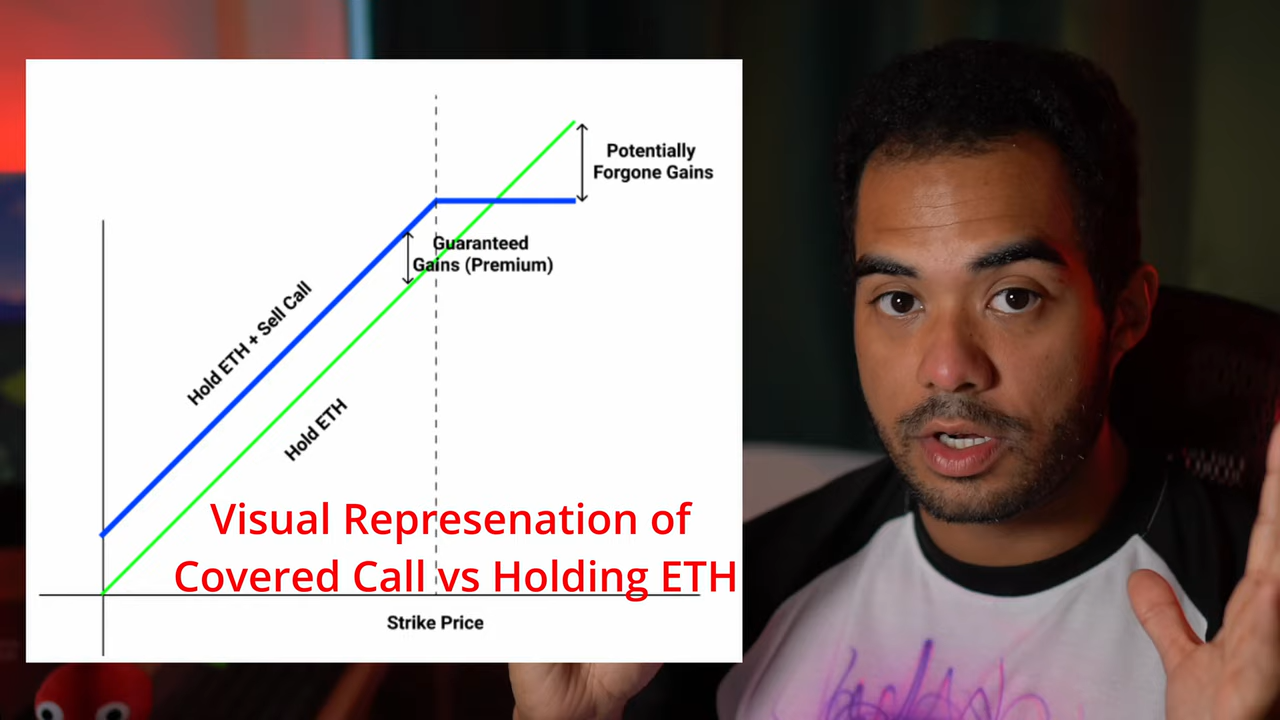 Potentially
Forgone Gains
Guaranteed
Gains (Premium)
Hold ETH + Sell Call
Hold ETH
Visual Represenation of
Covered Call vs Holding ETH
Strike Price